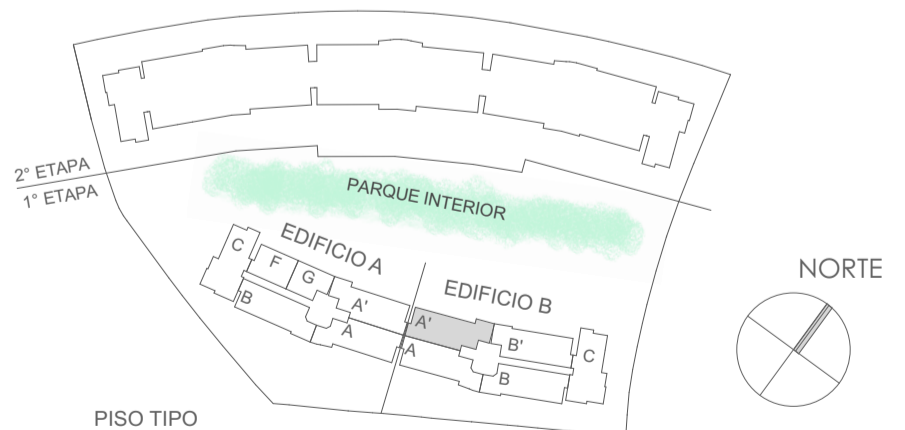 2° ETAPA
1° ETAPA
PARQUE INTERIOR
EDIFICIO A
C
F
G
B
A'
A
EDIFICIO B
A'
B'
C
A
B
NORTE
PISO TIPO